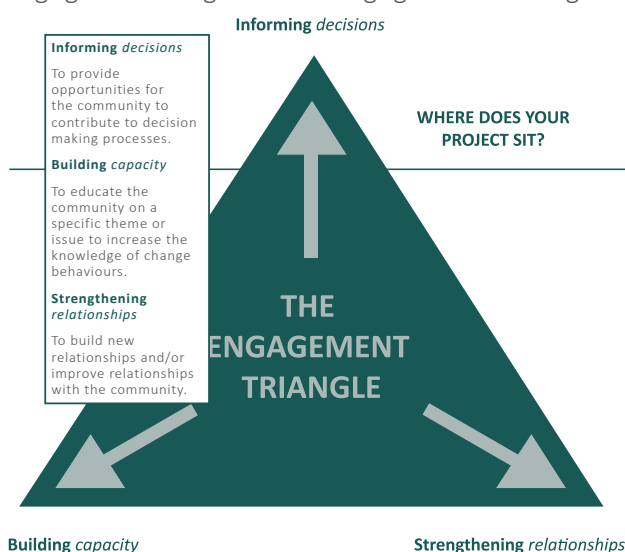 Informing decisions
Informing decisions
To provide
opportunities for
the community to
contribute to decision
making processes.
Building capacity
To educate the
community on a
specific theme or
issue to increase the
knowledge of change
behaviours.
Strengthening
relationships
To build new
relationships and/or
improve relationships
with the community.
WHERE DOES YOUR
PROJECT SIT?
THE
ENGAGEMENT
TRIANGLE
Building capacity
Strengthening relationships